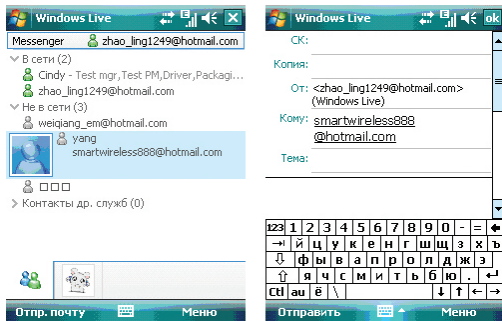 Windows Live
Messenger zhao_ling1249@hotmail.com
В сети (2)
Cindy - Test mgr,Test PM,Driver,Packagi...
zhao_ling1249@hotmail.com
Не в сети (3)
weiqiang_em@hotmail.com
yang
smartwireless888@hotmail.com
□□□
Контакты др. служб (0)
Отпр. почту Меню
Windows Live ok
СК:
Копия:
От: <zhao_ling1249@hotmail.com>
(Windows Live)
Кому: smartwireless888
@hotmail.com
Тема:
123 1 2 3 4 5 6 7 8 9 0 - =
й ц у к е н г ш щ з х ъ
ф ы в а п р о л д ж э
я ч с м и т ь б ю .
Ctl au ё \
Отправить Меню